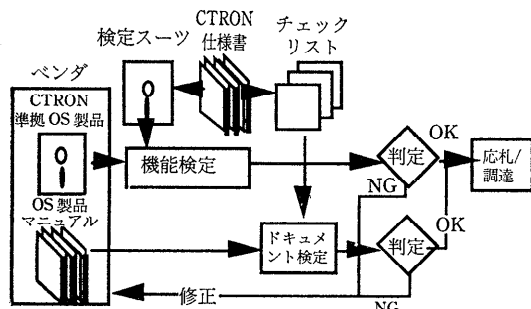 検定スーツ
CTRON
仕様書
チェック
リスト
ベンダ
CTRON
準拠OS製品
OS製品
マニュアル
機能検定
判定
OK
NG
応札/
調達
ドキュメ
ント検定
判定
OK
NG
修正